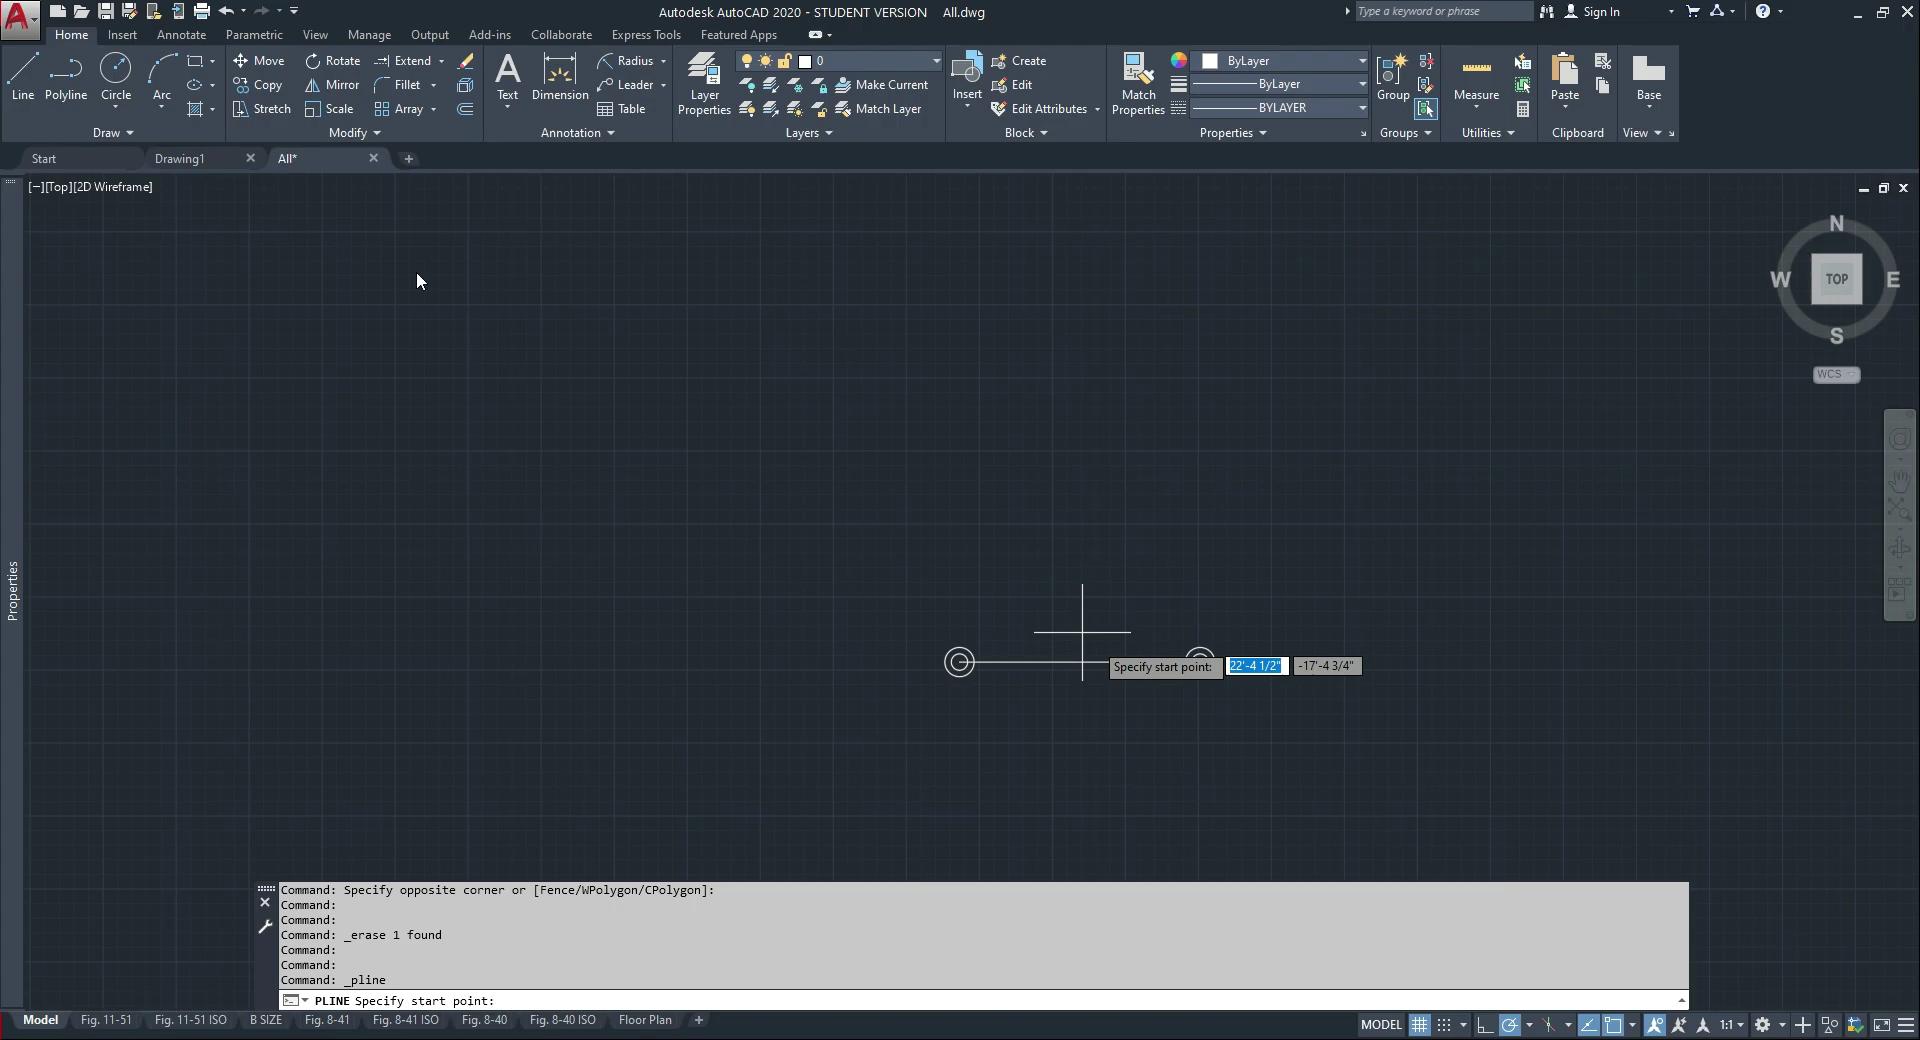 Autodesk AutoCAD 2020 - STUDENT VERSION All.dwg
Type a keyword or phrase
Sign In
Home Insert Annotate Parametric View Manage Output Add-ins Collaborate Express Tools Featured Apps
Line Polyline Circle Arc
Draw
Move Rotate Extend
Copy Mirror Fillet
Stretch Scale Array
Modify
Text Dimension
Radius
Leader
Table
Annotation
Layer Properties
0
Make Current
Match Layer
Layers
Insert
Create
Edit
Edit Attributes
Block
Match Properties
ByLayer
ByLayer
BYLAYER
Properties
Group
Groups
Measure
Utilities
Paste
Clipboard
Base
View
Start Drawing1 All*
[−][Top][2D Wireframe]
N
W TOP E
S
WCS
Properties
Specify start point: 22'-4 1/2" -17'-4 3/4"
Command: Specify opposite corner or [Fence/WPolygon/CPolygon]:
Command:
Command:
Command: _erase 1 found
Command:
Command:
Command: _pline
PLINE Specify start point:
Model Fig. 11-51 Fig. 11-51 ISO B SIZE Fig. 8-41 Fig. 8-41 ISO Fig. 8-40 Fig. 8-40 ISO Floor Plan
MODEL 1:1